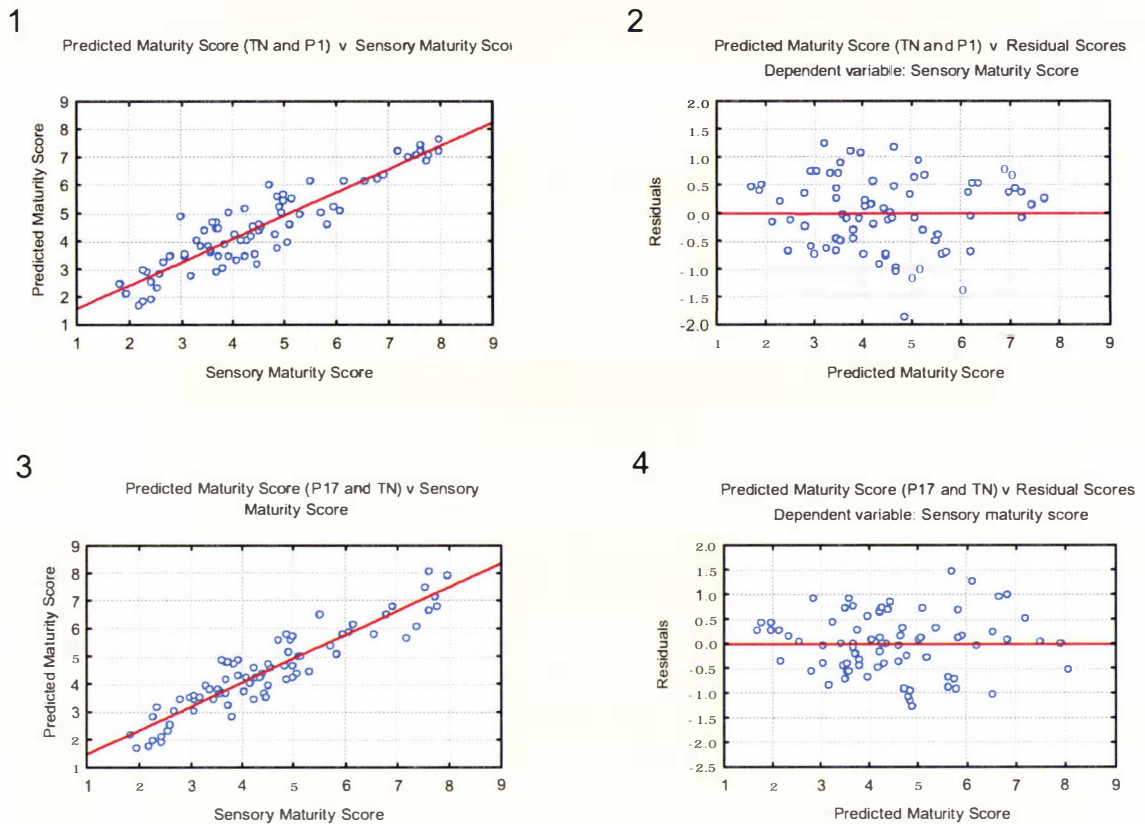 1
Predicted Maturity Score (TN and P1) v Sensory Maturity Scor
Predicted Maturity Score
9
8
7
6
5
4
3
2
1
1 2 3 4 5 6 7 8 9
Sensory Maturity Score
2
Predicted Maturity Score (TN and P1) v Residual Scores
Dependent variable: Sensory Maturity Score
Residuals
2.0
1.5
1.0
0.5
0.0
-0.5
-1.0
-1.5
-2.0
1 2 3 4 5 6 7 8 9
Predicted Maturity Score
3
Predicted Maturity Score (P17 and TN) v Sensory
Maturity Score
Predicted Maturity Score
9
8
7
6
5
4
3
2
1
1 2 3 4 5 6 7 8 9
Sensory Maturity Score
4
Predicted Maturity Score (P17 and TN) v Residual Scores
Dependent variable: Sensory maturity score
Residuals
2.0
1.5
1.0
0.5
0.0
-0.5
-1.0
-1.5
-2.0
-2.5
1 2 3 4 5 6 7 8 9
Predicted Maturity Score